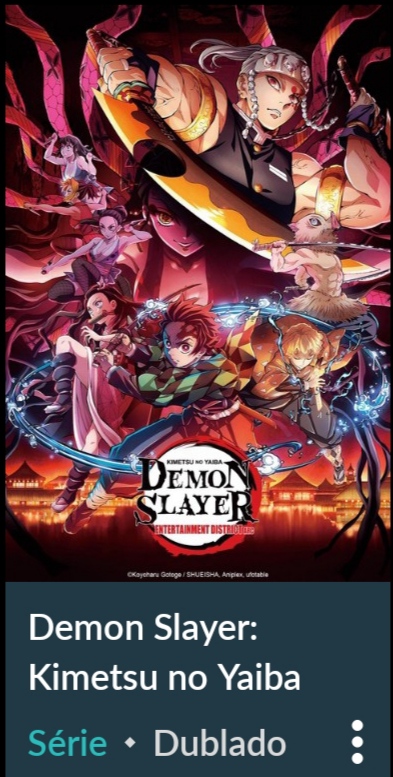 KIMETSU NO YAIBA
DEMON
SLAYER
ENTERTAINMENT DISTRICT ARC
©Koyoharu Gotoge / SHUEISHA, Aniplex, ufotable
Demon Slayer:
Kimetsu no Yaiba
Série • Dublado